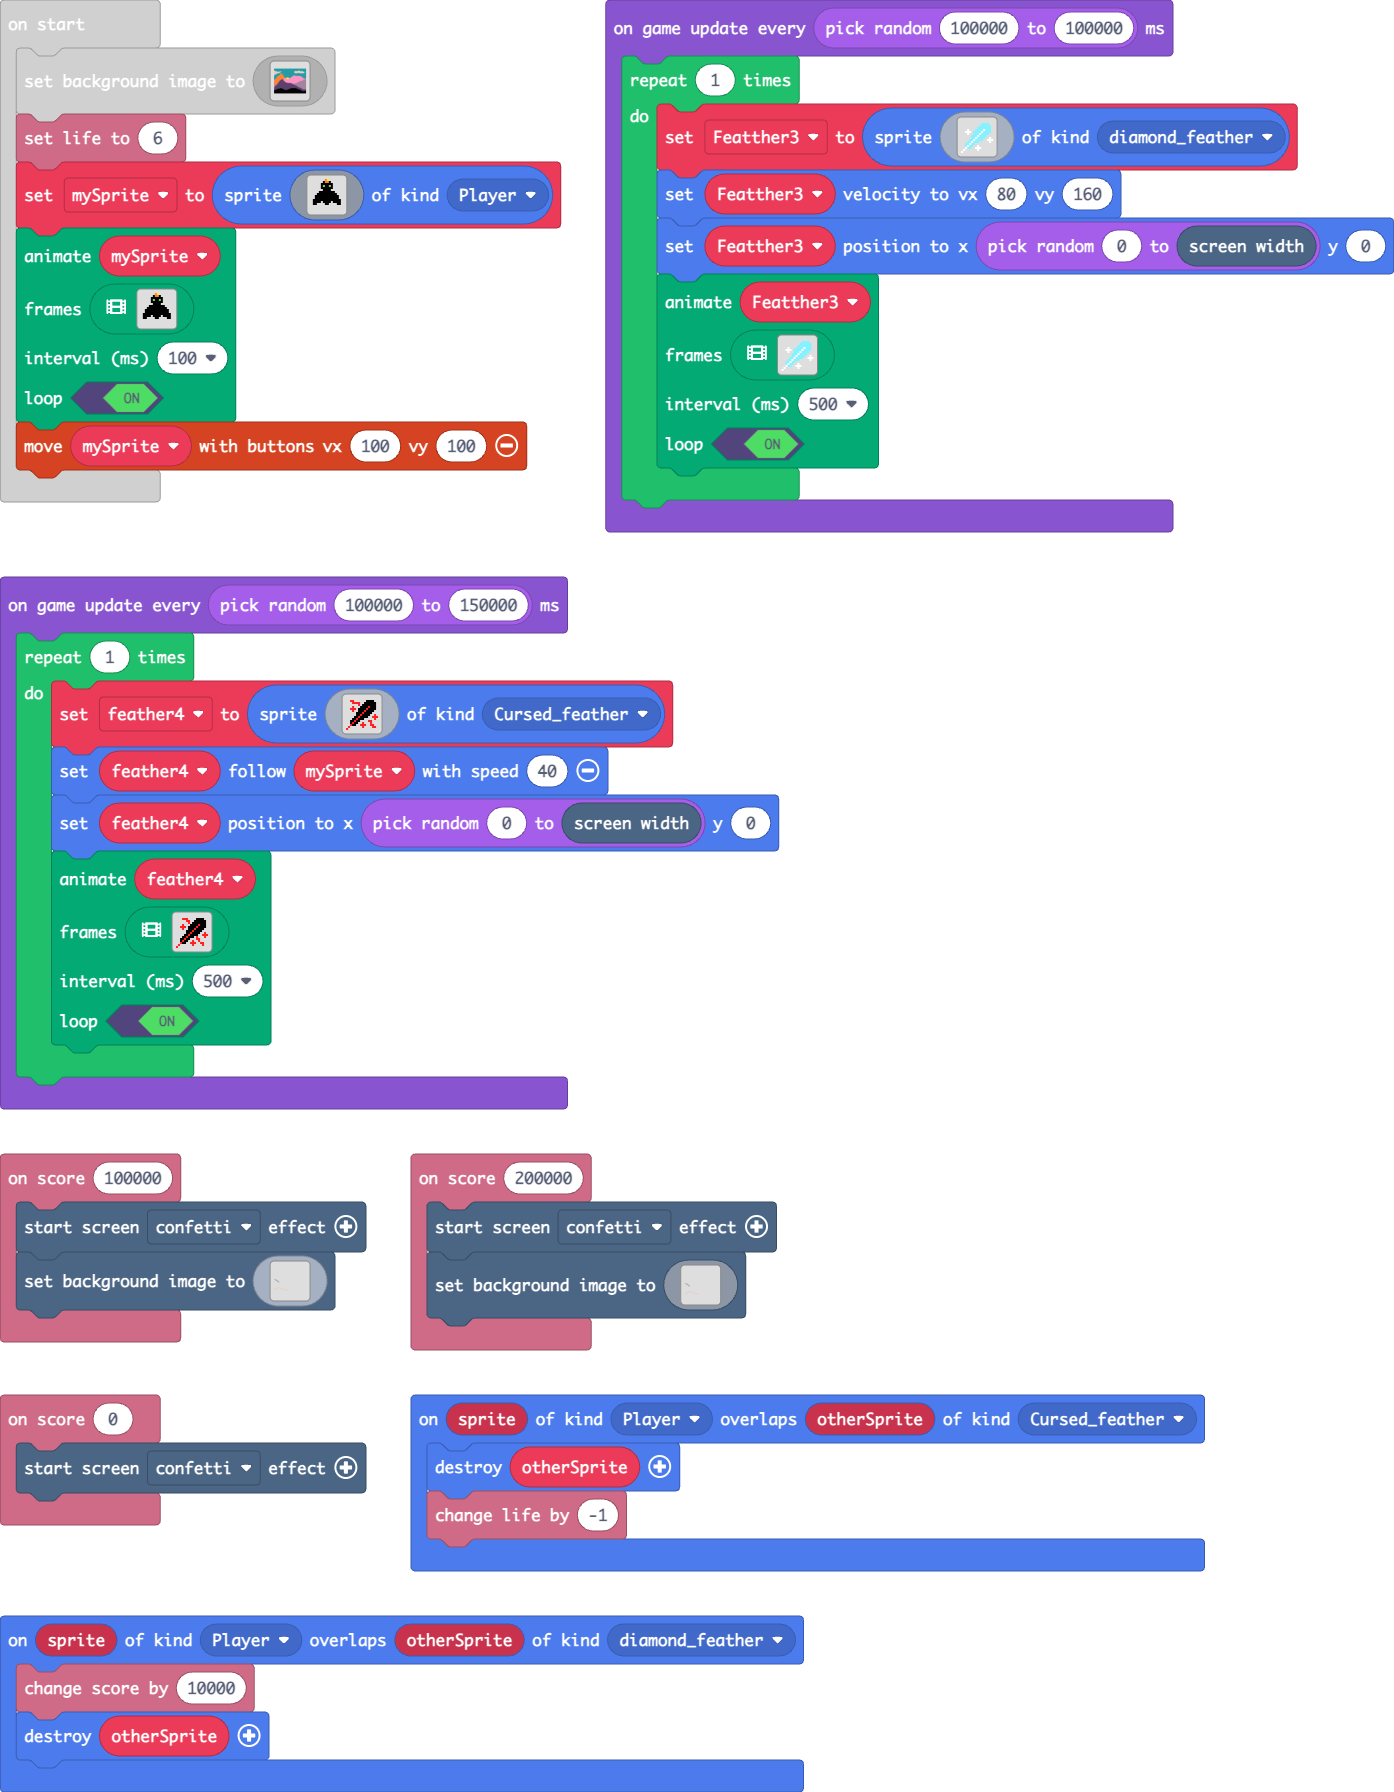 on start
set background image to
set life to 6
set mySprite to sprite of kind Player
animate mySprite
frames
interval (ms) 100
loop ON
move mySprite with buttons vx 100 vy 100
on game update every pick random 100000 to 100000 ms
repeat 1 times
do
set Featther3 to sprite of kind diamond_feather
set Featther3 velocity to vx 80 vy 160
set Featther3 position to x pick random 0 to screen width y 0
animate Featther3
frames
interval (ms) 500
loop ON
on game update every pick random 100000 to 150000 ms
repeat 1 times
do
set feather4 to sprite of kind Cursed_feather
set feather4 follow mySprite with speed 40
set feather4 position to x pick random 0 to screen width y 0
animate feather4
frames
interval (ms) 500
loop ON
on score 100000
start screen confetti effect
set background image to
on score 200000
start screen confetti effect
set background image to
on score 0
start screen confetti effect
on sprite of kind Player overlaps otherSprite of kind Cursed_feather
destroy otherSprite
change life by -1
on sprite of kind Player overlaps otherSprite of kind diamond_feather
change score by 10000
destroy otherSprite